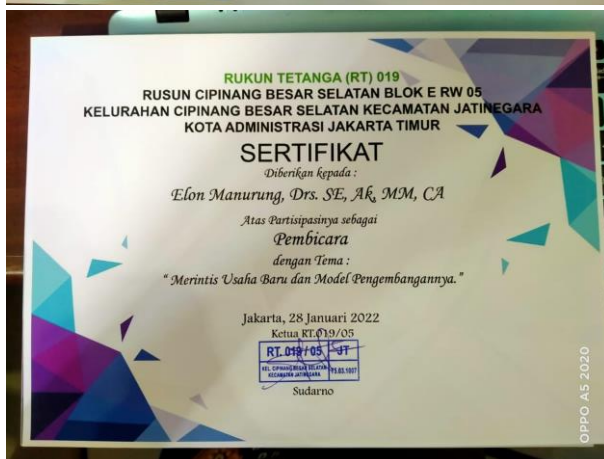 RUKUN TETANGA (RT) 019
RUSUN CIPINANG BESAR SELATAN BLOK E RW 05
KELURAHAN CIPINANG BESAR SELATAN KECAMATAN JATINEGARA
KOTA ADMINISTRASI JAKARTA TIMUR
SERTIFIKAT
Diberikan kepada :
Elon Manurung, Drs. SE, Ak, MM, CA
Atas Partisipasinya sebagai
Pembicara
dengan Tema :
“ Merintis Usaha Baru dan Model Pengembangannya.”
Jakarta, 28 Januari 2022
Ketua RT.019/05
RT. 019 / 05 JT
KEL. CIPINANG BESAR SELATAN
KECAMATAN JATINEGARA
Sudarno
OPPO A5 2020